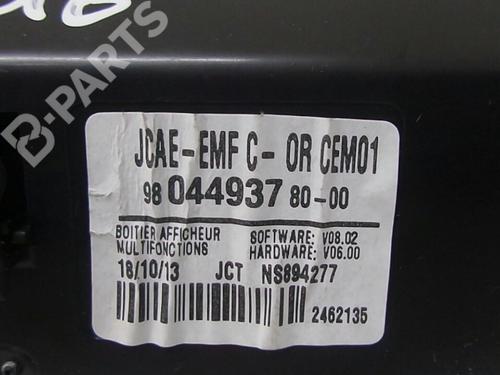 B-PARTS
JCAE-EMF C- OR CEM01
98 044937 80-00
BOITIER AFFICHEUR SOFTWARE: V08.02
MULTIFONCTIONS HARDWARE: V06.00
18/10/13 JCT NS894277
2462135